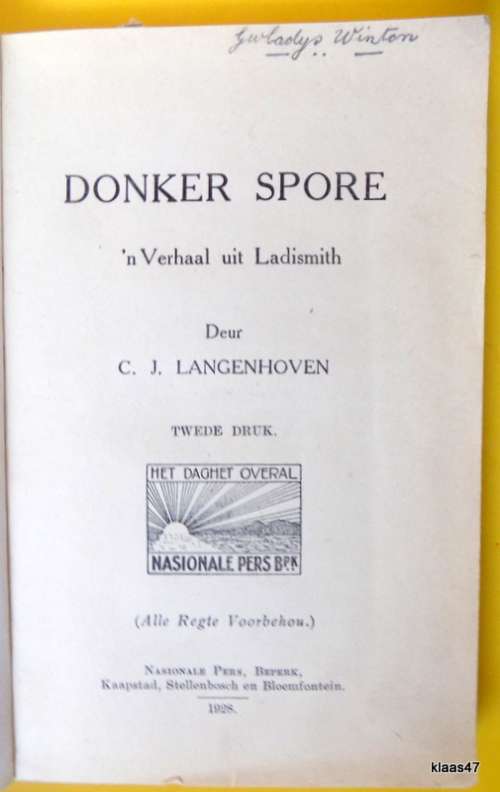 Gwladys Winton
DONKER SPORE
'n Verhaal uit Ladismith
Deur
C. J. LANGENHOVEN
TWEDE DRUK.
HET DAGHET OVERAL
NASIONALE PERS BPK
(Alle Regte Voorbehou.)
NASIONALE PERS, BEPERK,
Kaapstad, Stellenbosch en Bloemfontein.
1928.
klaas47